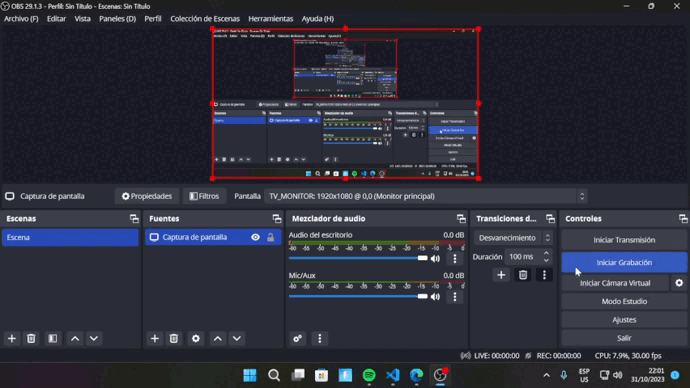 OBS 29.1.3 - Perfil: Sin Título - Escenas: Sin Título
Archivo (F) Editar Vista Paneles (D) Perfil Colección de Escenas Herramientas Ayuda (H)
Captura de pantalla Propiedades Filtros Pantalla TV_MONITOR: 1920x1080 @ 0,0 (Monitor principal)
Escenas
Escena
Fuentes
Captura de pantalla
Mezclador de audio
Audio del escritorio 0.0 dB
-60 -55 -50 -45 -40 -35 -30 -25 -20 -15 -10 -5 0
Mic/Aux 0.0 dB
-60 -55 -50 -45 -40 -35 -30 -25 -20 -15 -10 -5 0
Transiciones d...
Desvanecimiento
Duración 100 ms
Controles
Iniciar Transmisión
Iniciar Grabación
Iniciar Cámara Virtual
Modo Estudio
Ajustes
Salir
LIVE: 00:00:00 REC: 00:00:00 CPU: 7.9%, 30.00 fps
ESP
US
22:01
31/10/2023